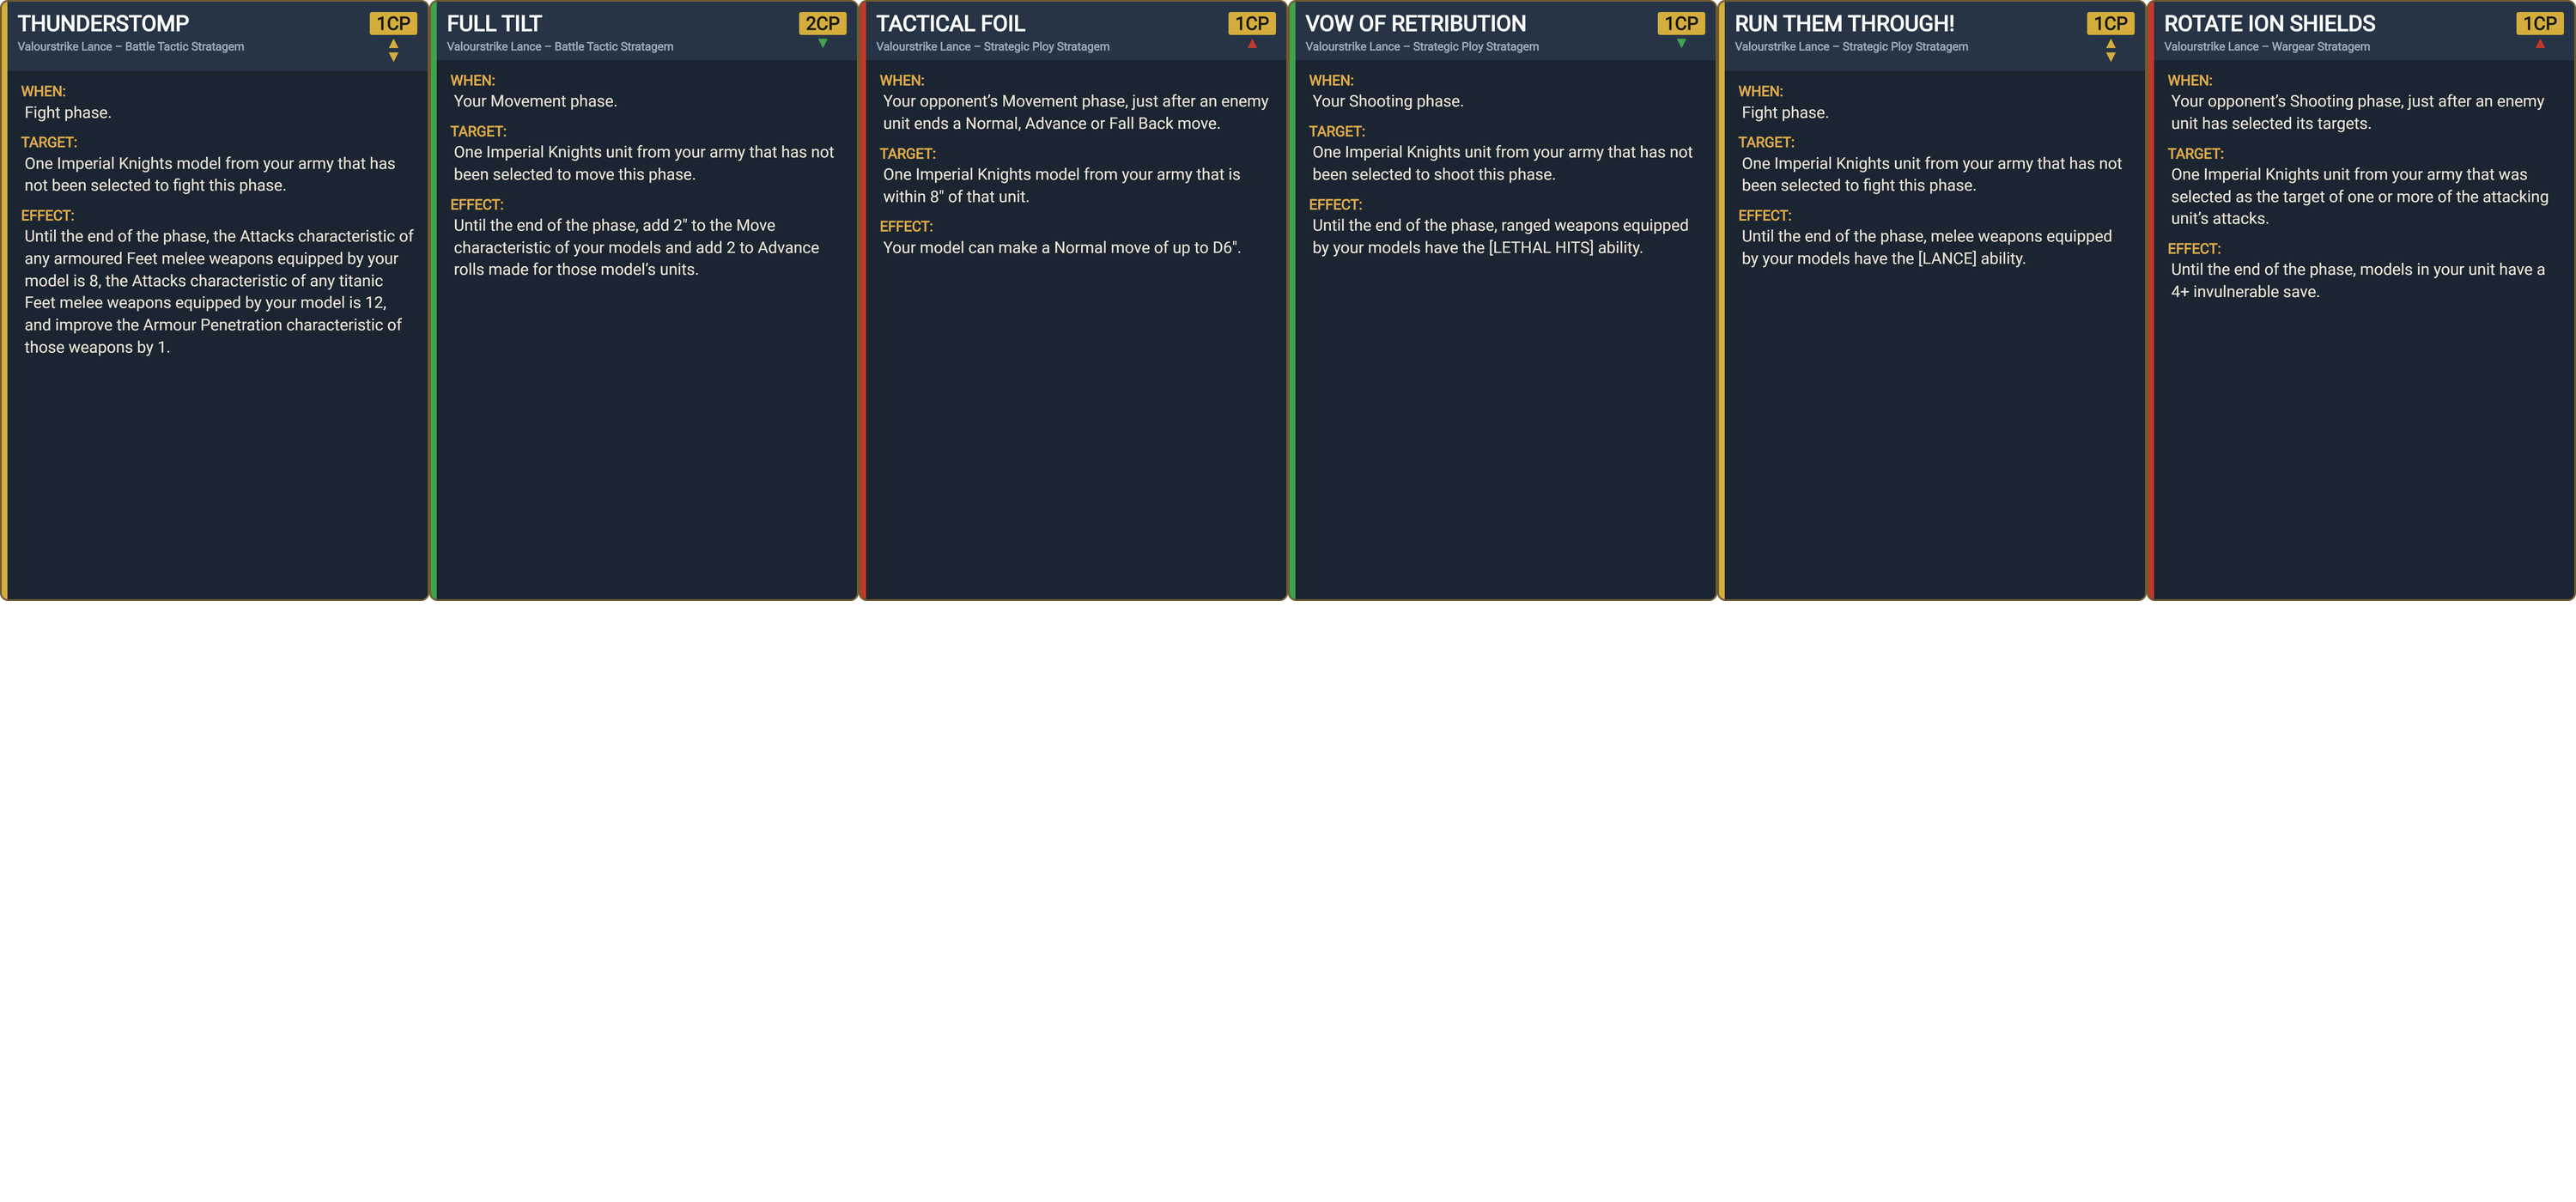 THUNDERSTOMP
1CP
Valourstrike Lance – Battle Tactic Stratagem
WHEN:
Fight phase.
TARGET:
One Imperial Knights model from your army that has
not been selected to fight this phase.
EFFECT:
Until the end of the phase, the Attacks characteristic of
any armoured Feet melee weapons equipped by your
model is 8, the Attacks characteristic of any titanic
Feet melee weapons equipped by your model is 12,
and improve the Armour Penetration characteristic of
those weapons by 1.
FULL TILT
2CP
Valourstrike Lance – Battle Tactic Stratagem
WHEN:
Your Movement phase.
TARGET:
One Imperial Knights unit from your army that has not
been selected to move this phase.
EFFECT:
Until the end of the phase, add 2" to the Move
characteristic of your models and add 2 to Advance
rolls made for those model's units.
TACTICAL FOIL
1CP
Valourstrike Lance – Strategic Ploy Stratagem
WHEN:
Your opponent’s Movement phase, just after an enemy
unit ends a Normal, Advance or Fall Back move.
TARGET:
One Imperial Knights model from your army that is
within 8" of that unit.
EFFECT:
Your model can make a Normal move of up to D6".
VOW OF RETRIBUTION
1CP
Valourstrike Lance – Strategic Ploy Stratagem
WHEN:
Your Shooting phase.
TARGET:
One Imperial Knights unit from your army that has not
been selected to shoot this phase.
EFFECT:
Until the end of the phase, ranged weapons equipped
by your models have the [LETHAL HITS] ability.
RUN THEM THROUGH!
1CP
Valourstrike Lance – Strategic Ploy Stratagem
WHEN:
Fight phase.
TARGET:
One Imperial Knights unit from your army that has not
been selected to fight this phase.
EFFECT:
Until the end of the phase, melee weapons equipped
by your models have the [LANCE] ability.
ROTATE ION SHIELDS
1CP
Valourstrike Lance – Wargear Stratagem
WHEN:
Your opponent’s Shooting phase, just after an enemy
unit has selected its targets.
TARGET:
One Imperial Knights unit from your army that was
selected as the target of one or more of the attacking
unit’s attacks.
EFFECT:
Until the end of the phase, models in your unit have a
4+ invulnerable save.